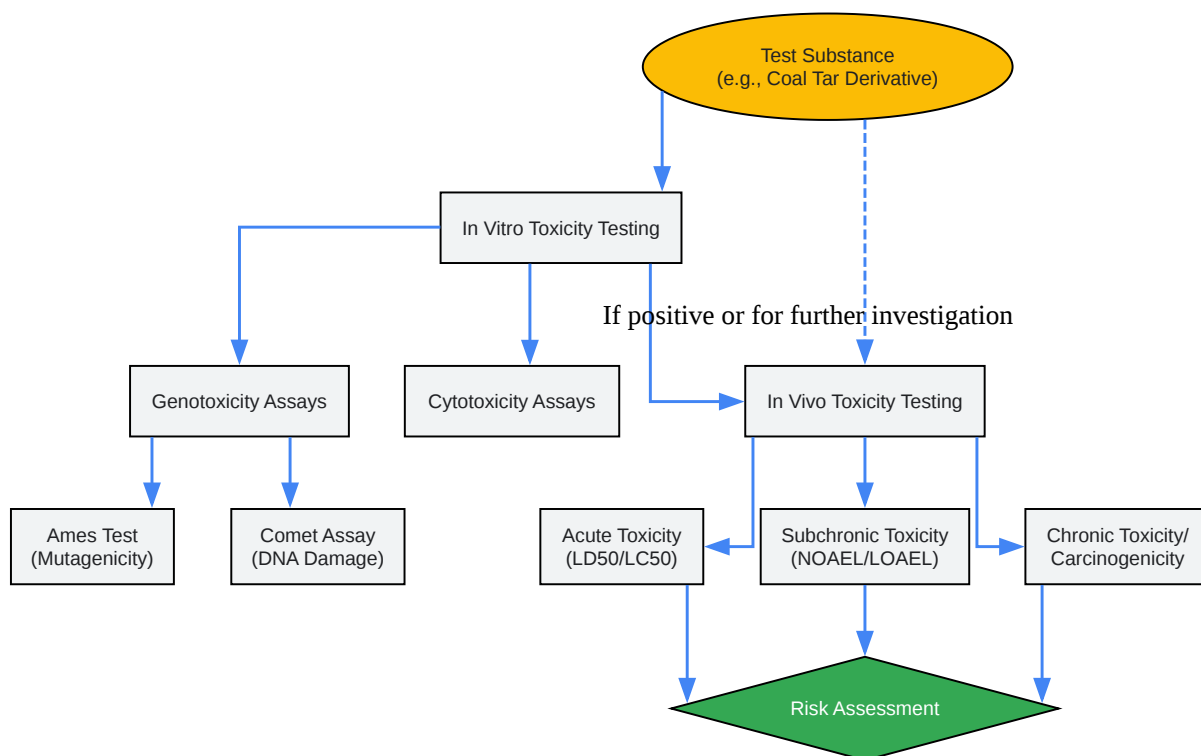 Test Substance
(e.g., Coal Tar Derivative)
In Vitro Toxicity Testing
If positive or for further investigation
Genotoxicity Assays
Cytotoxicity Assays
In Vivo Toxicity Testing
Ames Test
(Mutagenicity)
Comet Assay
(DNA Damage)
Acute Toxicity
(LD50/LC50)
Subchronic Toxicity
(NOAEL/LOAEL)
Chronic Toxicity/
Carcinogenicity
Risk Assessment